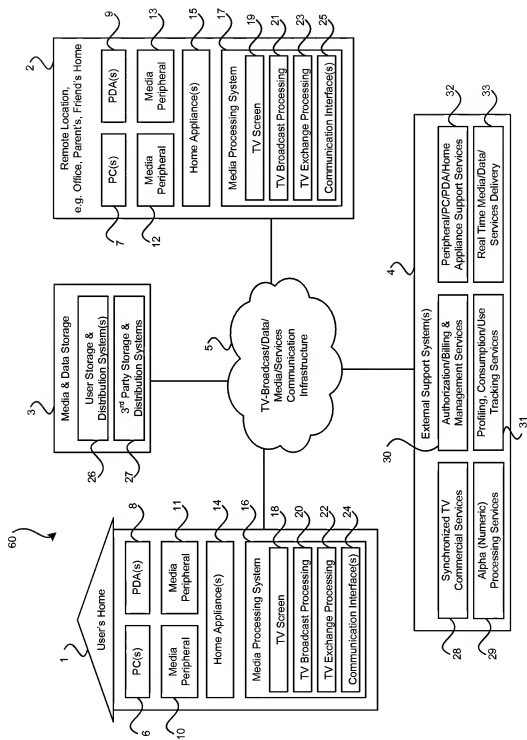 60
1
User's Home
6
PC(s)
PDA(s)
8
10
Media
Peripheral
Media
Peripheral
11
Home Appliance(s)
14
Media Processing System
16
TV Screen
18
TV Broadcast Processing
20
TV Exchange Processing
22
Communication Interface(s)
24
3
Media & Data Storage
User Storage &
Distribution System(s)
26
3rd Party Storage &
Distribution Systems
27
5
TV-Broadcast/Data/
Media/Services
Communication
Infrastructure
2
Remote Location,
e.g. Office, Parent's, Friend's Home
7
PC(s)
PDA(s)
9
12
Media
Peripheral
Media
Peripheral
13
Home Appliance(s)
15
Media Processing System
17
TV Screen
19
TV Broadcast Processing
21
TV Exchange Processing
23
Communication Interface(s)
25
4
External Support System(s)
28
Synchronized TV
Commercial Services
30
Authorization/Billing &
Management Services
Peripheral/PC/PDA/Home
Appliance Support Services
32
29
Alpha (Numeric)
Processing Services
Profiling, Consumption/Use
Tracking Services
31
Real Time Media/Data/
Services Delivery
33